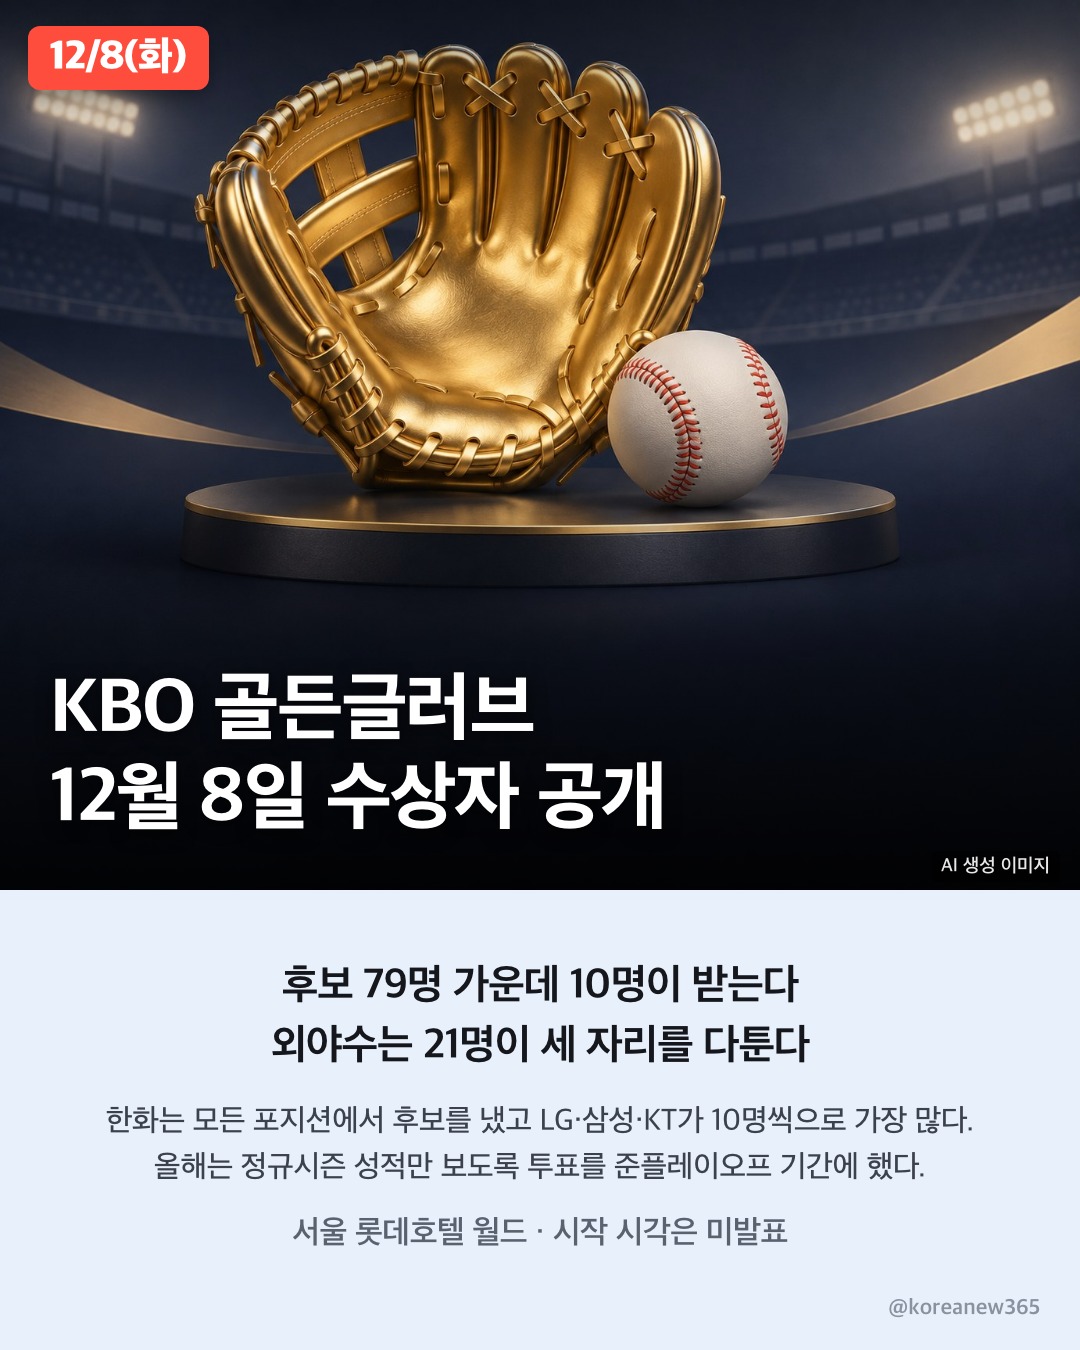 12/8(화)
KBO 골든글러브
12월 8일 수상자 공개
AI 생성 이미지
후보 79명 가운데 10명이 받는다
외야수는 21명이 세 자리를 다툰다
한화는 모든 포지션에서 후보를 냈고 LG·삼성·KT가 10명씩으로 가장 많다.
올해는 정규시즌 성적만 보도록 투표를 준플레이오프 기간에 했다.
서울 롯데호텔 월드 · 시작 시각은 미발표
@koreanew365